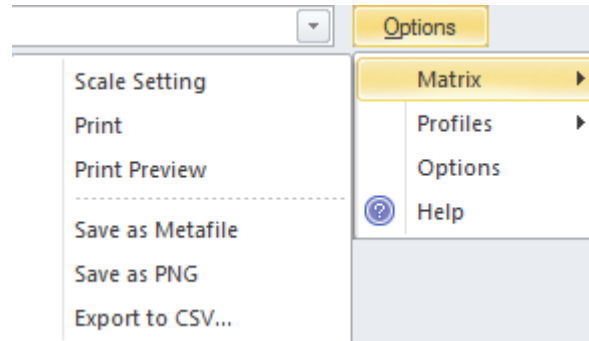 Options
Scale Setting
Print
Print Preview
Save as Metafile
Save as PNG
Export to CSV...
Matrix
Profiles
Options
Help